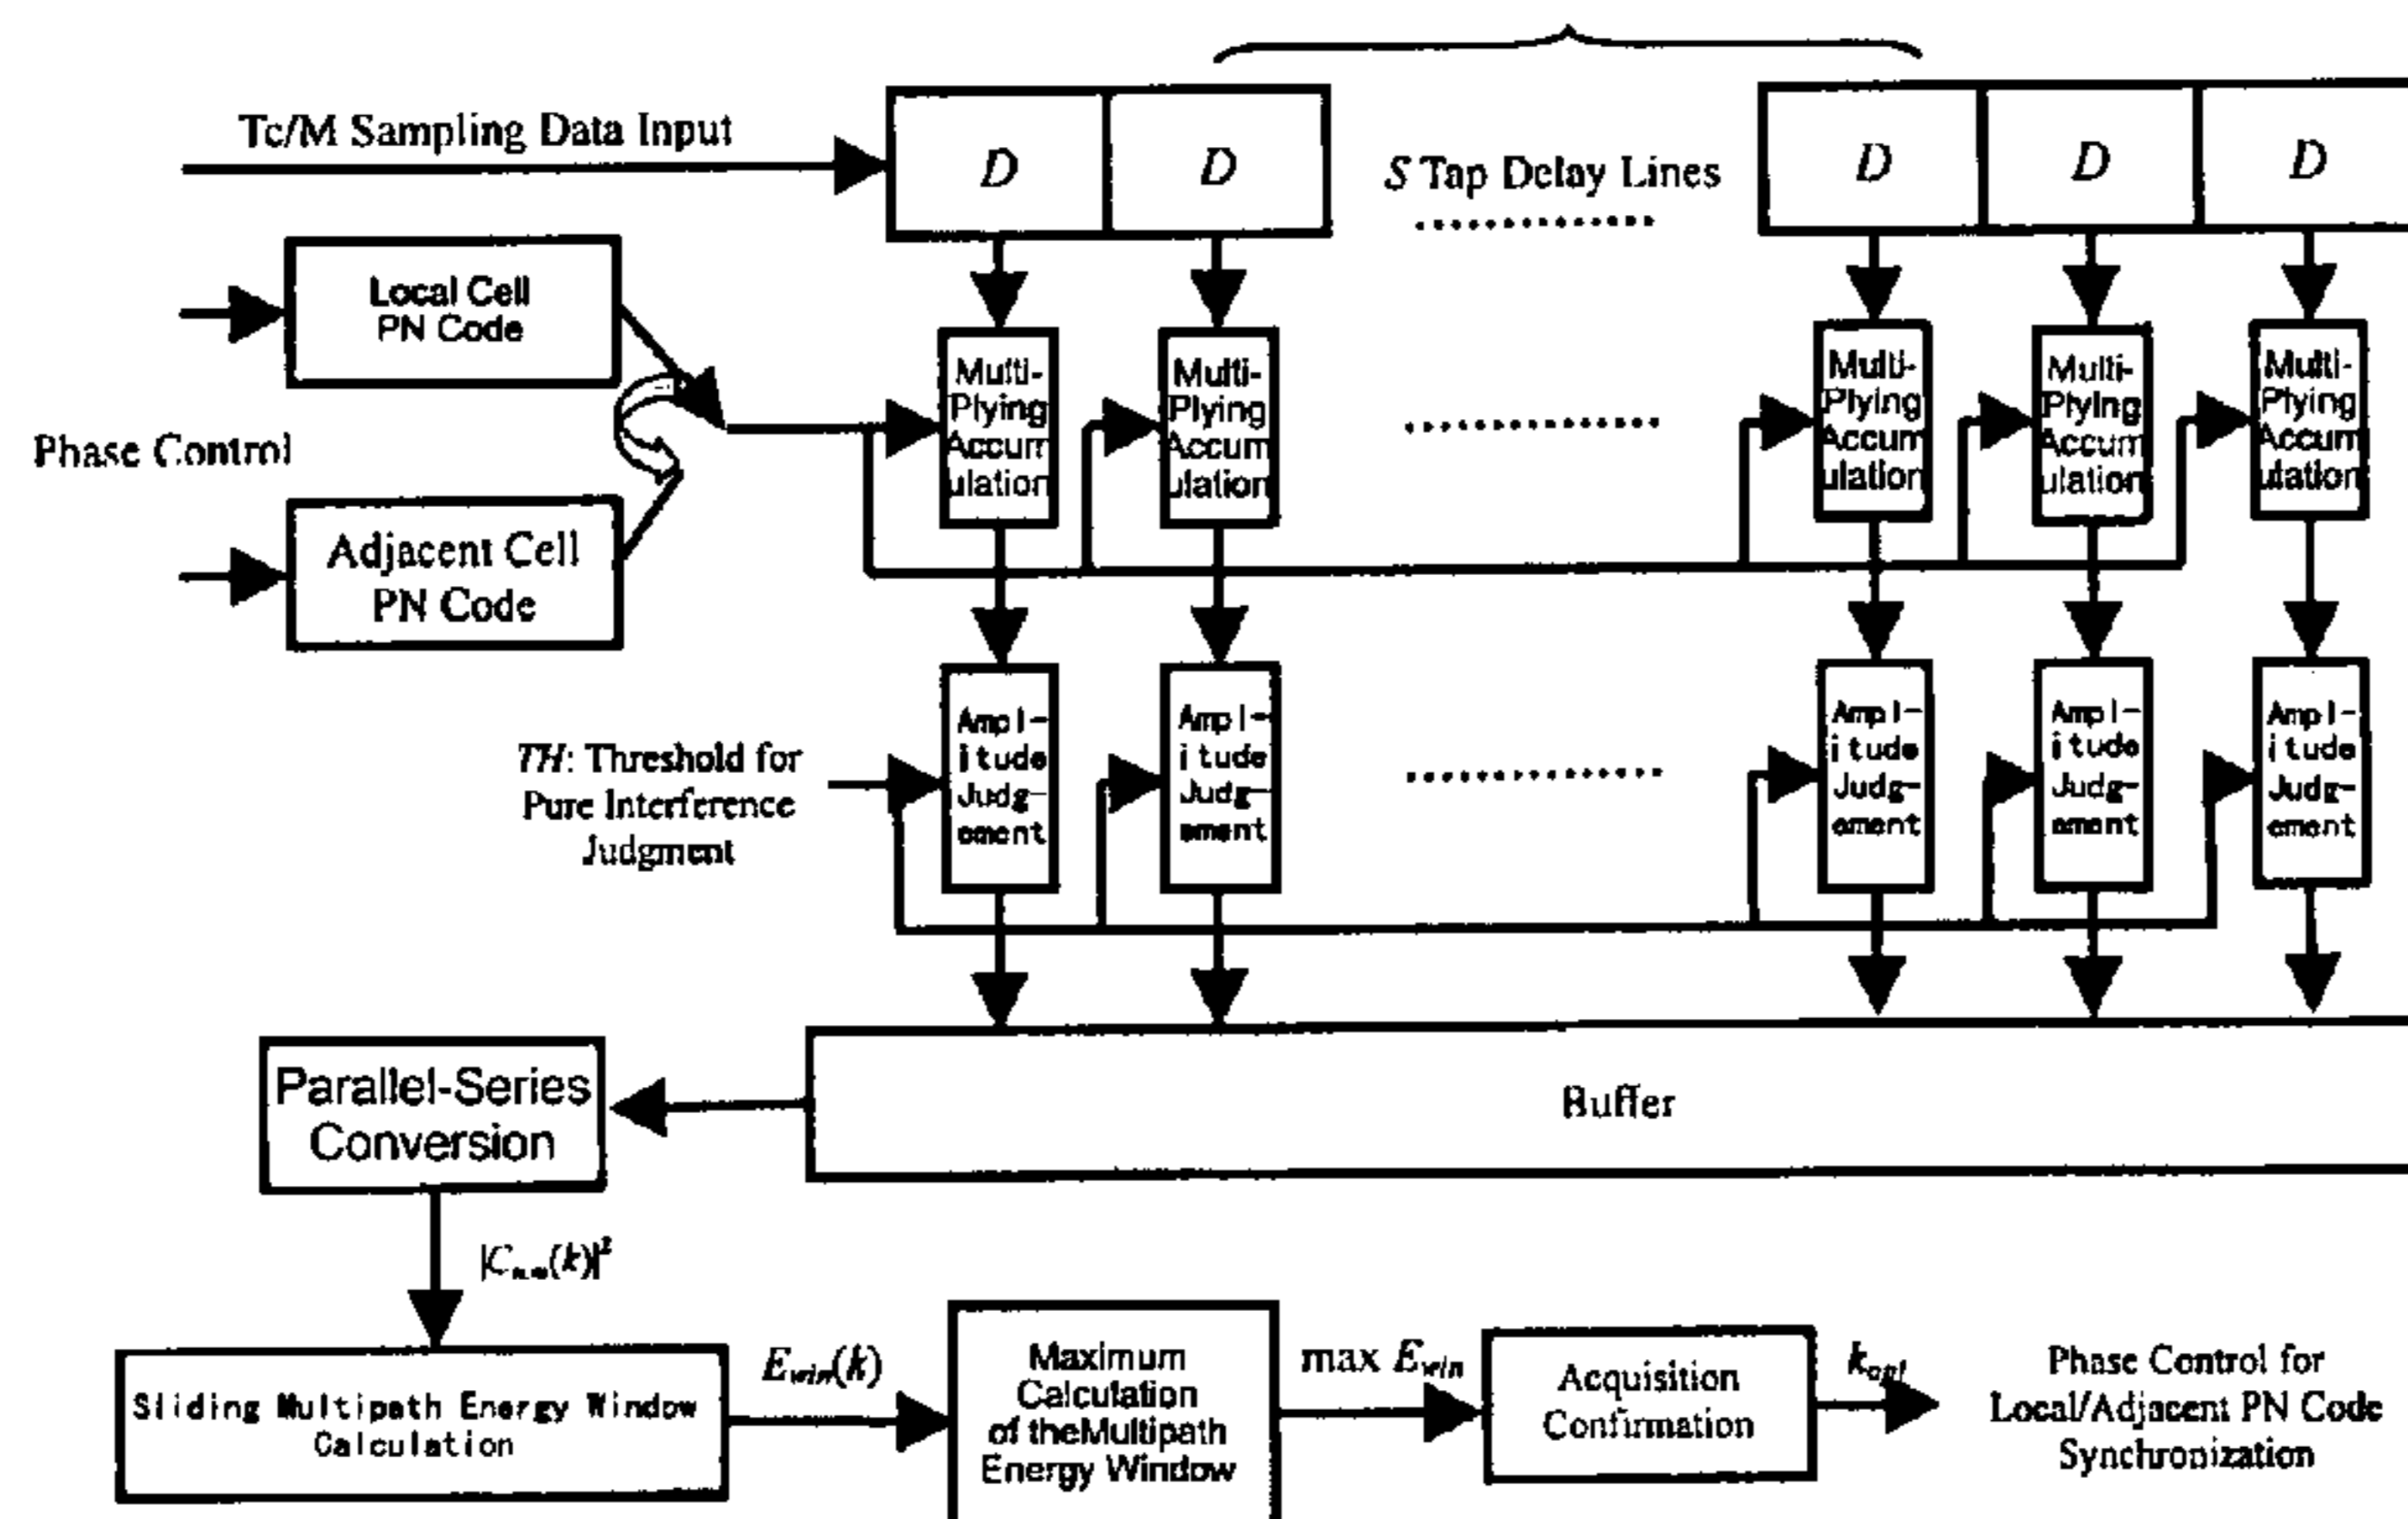 Tc/M Sampling Data Input
D
D
S Tap Delay Lines
D
D
D
Local Cell
PN Code
Phase Control
Adjacent Cell
PN Code
Multi-
Plying
Accum
ulation
Multi-
Plying
Accum
ulation
Multi-
Plying
Accum
ulation
Multi-
Plying
Accum
ulation
Multi-
Plying
Accum
ulation
TH: Threshold for
Pure Interference
Judgment
Ampl-
itude
Judg-
ement
Ampl-
itude
Judg-
ement
Ampl-
itude
Judg-
ement
Ampl-
itude
Judg-
ement
Ampl-
itude
Judg-
ement
Buffer
Parallel-Series
Conversion
Sliding Multipath Energy Window
Calculation
E_win(k)
Maximum
Calculation
of theMultipath
Energy Window
max E_win
Acquisition
Confirmation
k_opt
Phase Control for
Local/Adjacent PN Code
Synchronization